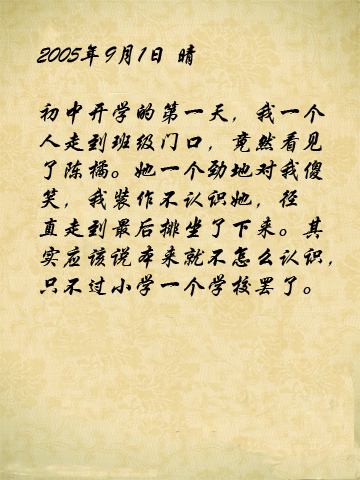 2005年9月1日 晴
初中开学的第一天，我一个
人走到班级门口，竟然看见
了陈橘。她一个劲地对我傻
笑，我装作不认识她，径
直走到最后排坐了下来。其
实应该说本来就不怎么认识，
只不过小学一个学校罢了。